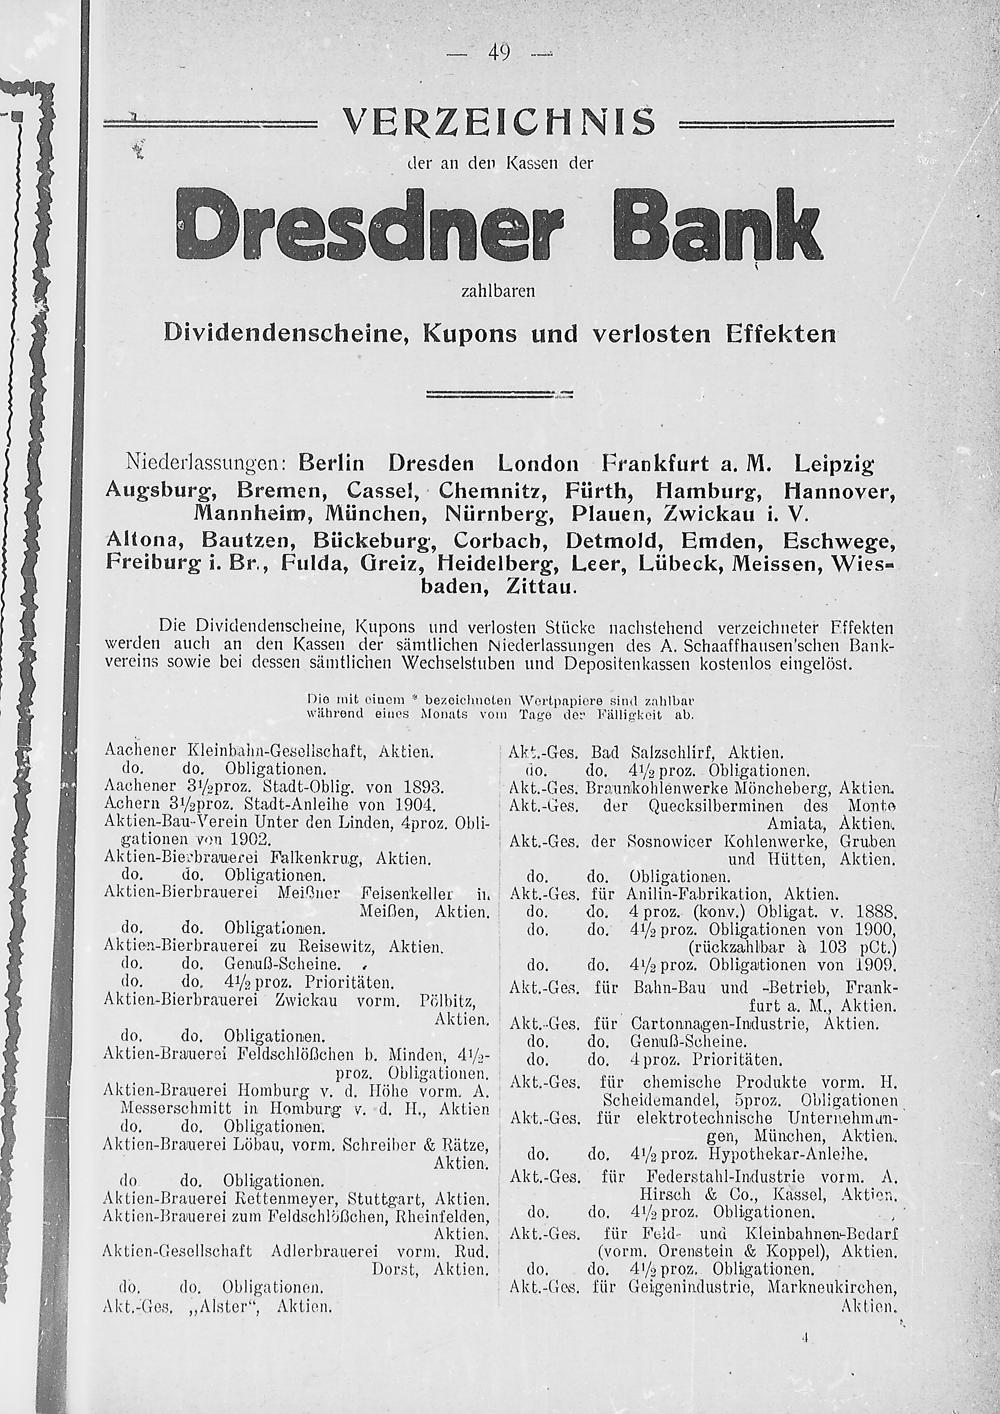 — 49 —
VERZEICHNIS
der an den Kassen der
Dresdner Bank
zahlbaren
Dividendenscheine, Kupons und verlosten Effekten
Niederlassungen: Berlin Dresden London Frankfurt a. M. Leipzig
Augsburg, Bremen, Cassel, Chemnitz, Fürth, Hamburg, Hannover,
Mannheim, München, Nürnberg, Plauen, Zwickau i. V.
Altona, Bautzen, Bückeburg, Corbach, Detmold, Emden, Eschwege,
Freiburg i. Br., Fulda, Greiz, Heidelberg, Leer, Lübeck, Meissen, Wies-
baden, Zittau.
Die Dividendenscheine, Kupons und verlosten Stücke nachstehend verzeichneter Effekten
werden auch an den Kassen der sämtlichen Niederlassungen des A. Schaaffhausen'schen Bank-
vereins sowie bei dessen sämtlichen Wechselstuben und Depositenkassen kostenlos eingelöst.
Die mit einem * bezeichneten Wertpapiere sind zahlbar
während eines Monats vom Tage der Fälligkeit ab.
Aachener Kleinbahn-Gesellschaft, Aktien.
do. do. Obligationen.
Aachener 3½proz. Stadt-Oblig. von 1893.
Achern 3½proz. Stadt-Anleihe von 1904.
Aktien-Bau-Verein Unter den Linden, 4proz. Obli-
gationen von 1902.
Aktien-Bierbrauerei Falkenkrug, Aktien.
do. do. Obligationen.
Aktien-Bierbrauerei Meißner Felsenkeller in
Meißen, Aktien.
do. do. Obligationen.
Aktien-Bierbrauerei zu Reisewitz, Aktien.
do. do. Genuß-Scheine.
do. do. 4½proz. Prioritäten.
Aktien-Bierbrauerei Zwickau vorm. Pölbitz,
Aktien.
do. do. Obligationen.
Aktien-Brauerei Feldschlößchen b. Minden, 4½-
proz. Obligationen.
Aktien-Brauerei Homburg v. d. Höhe vorm. A.
Messerschmitt in Homburg v. d. H., Aktien
do. do. Obligationen.
Aktien-Brauerei Löbau, vorm. Schreiber & Rätze,
Aktien.
do do. Obligationen.
Aktien-Brauerei Rettenmeyer, Stuttgart, Aktien.
Aktien-Brauerei zum Feldschlößchen, Rheinfelden,
Aktien.
Aktien-Gesellschaft Adlerbrauerei vorm. Rud.
Dorst, Aktien.
do. do. Obligationen.
Akt.-Ges. „Alster“, Aktien.
Akt.-Ges. Bad Salzschlirf, Aktien.
do. do. 4½proz. Obligationen.
Akt.-Ges. Braunkohlenwerke Möncheberg, Aktien.
Akt.-Ges. der Quecksilberminen des Monte
Amiata, Aktien.
Akt.-Ges. der Sosnowicer Kohlenwerke, Gruben
und Hütten, Aktien.
do. do. Obligationen.
Akt.-Ges. für Anilin-Fabrikation, Aktien.
do. do. 4 proz. (konv.) Obligat. v. 1888.
do. do. 4½proz. Obligationen von 1900,
(rückzahlbar à 103 pCt.)
do. do. 4½proz. Obligationen von 1909.
Akt.-Ges. für Bahn-Bau und -Betrieb, Frank-
furt a. M., Aktien.
Akt.-Ges. für Cartonnagen-Industrie, Aktien.
do. do. Genuß-Scheine.
do. do. 4proz. Prioritäten.
Akt.-Ges. für chemische Produkte vorm. H.
Scheidemandel, 5proz. Obligationen
Akt.-Ges. für elektrotechnische Unternehmun-
gen, München, Aktien.
do. do. 4½proz. Hypothekar-Anleihe.
Akt.-Ges. für Federstahl-Industrie vorm. A.
Hirsch & Co., Kassel, Aktien.
do. do. 4½proz. Obligationen.
Akt.-Ges. für Feld- und Kleinbahnen-Bedarf
(vorm. Orenstein & Koppel), Aktien.
do. do. 4½proz. Obligationen.
Akt.-Ges. für Geigenindustrie, Markneukirchen,
Aktien.
4